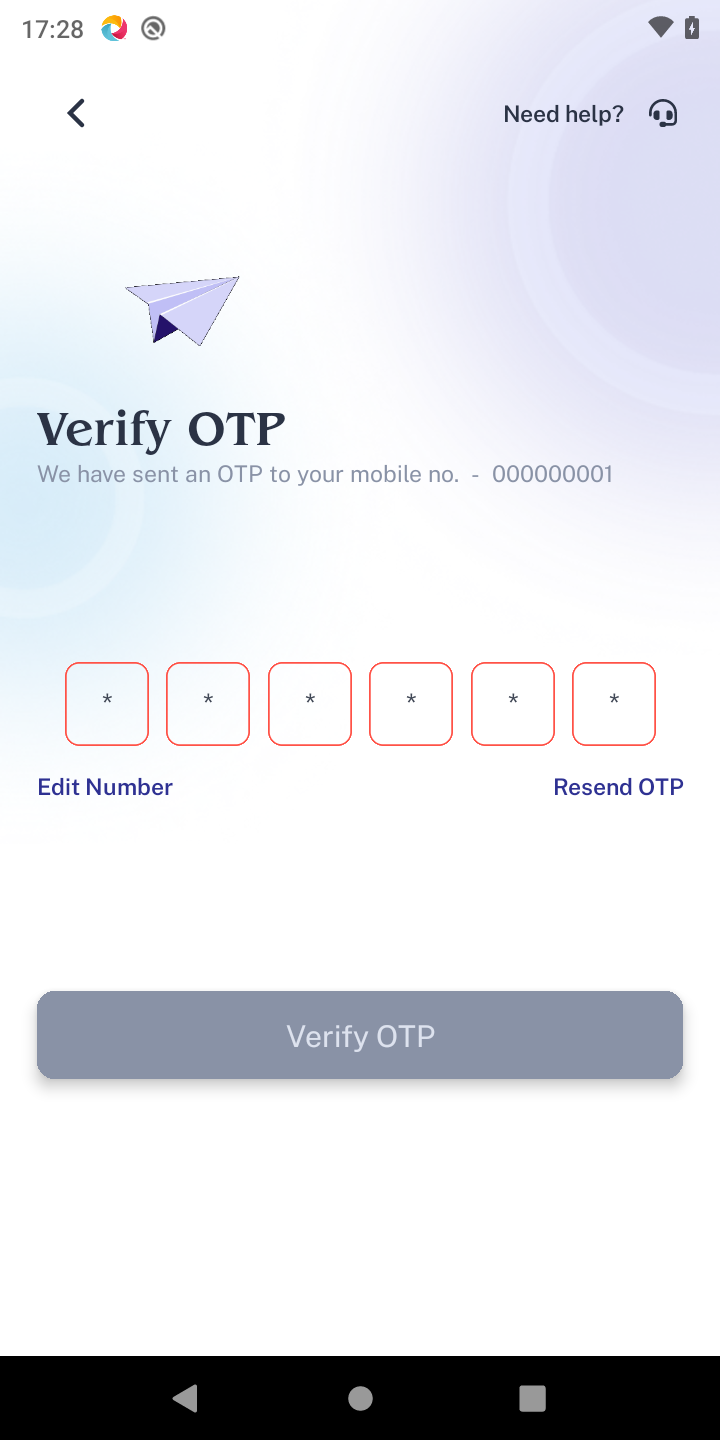 17:28
Need help?
Verify OTP
We have sent an OTP to your mobile no. - 000000001
* * * * * *
Edit Number Resend OTP
Verify OTP